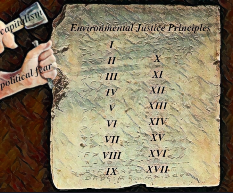 capitalism
political fear
Environmental Justice Principles
I
II
III
IV
V
VI
VII
VIII
IX
X
XI
XII
XIII
XIV
XV
XVI
XVII